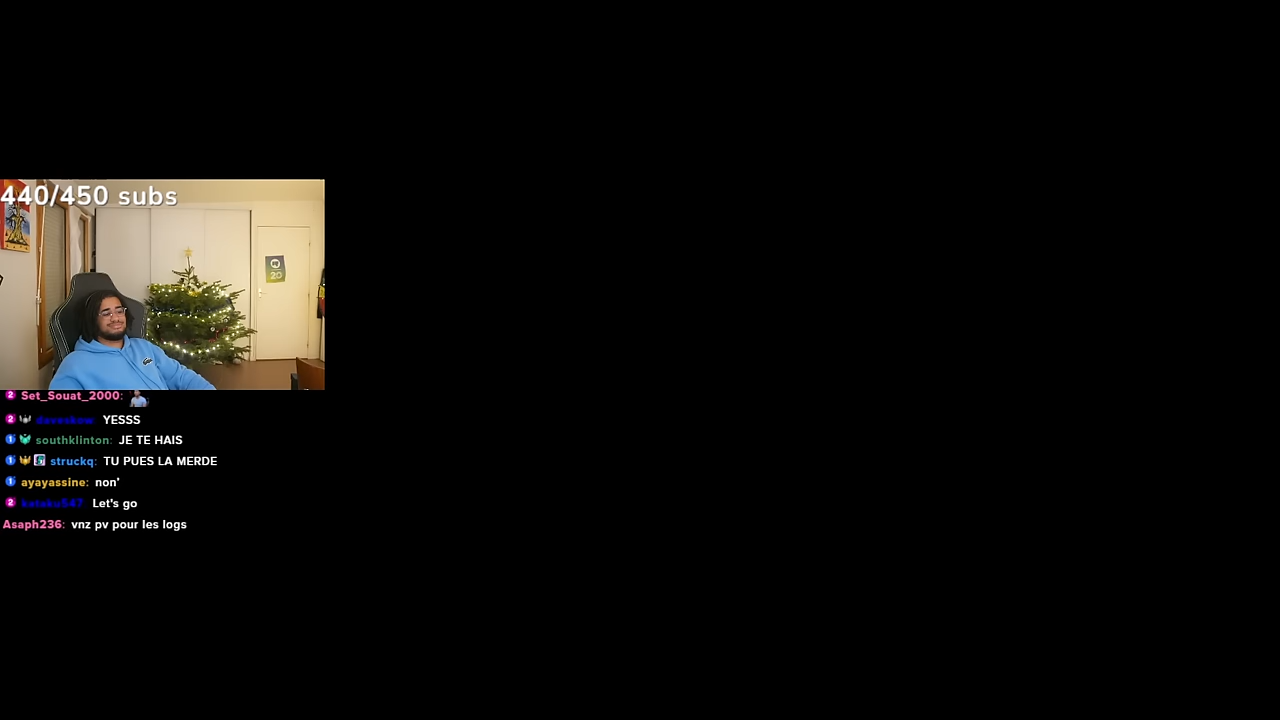 440/450 subs
20
Set_Souat_2000:
YESSS
southklinton: JE TE HAIS
struckq: TU PUES LA MERDE
ayayassine: non'
Let's go
Asaph236: vnz pv pour les logs